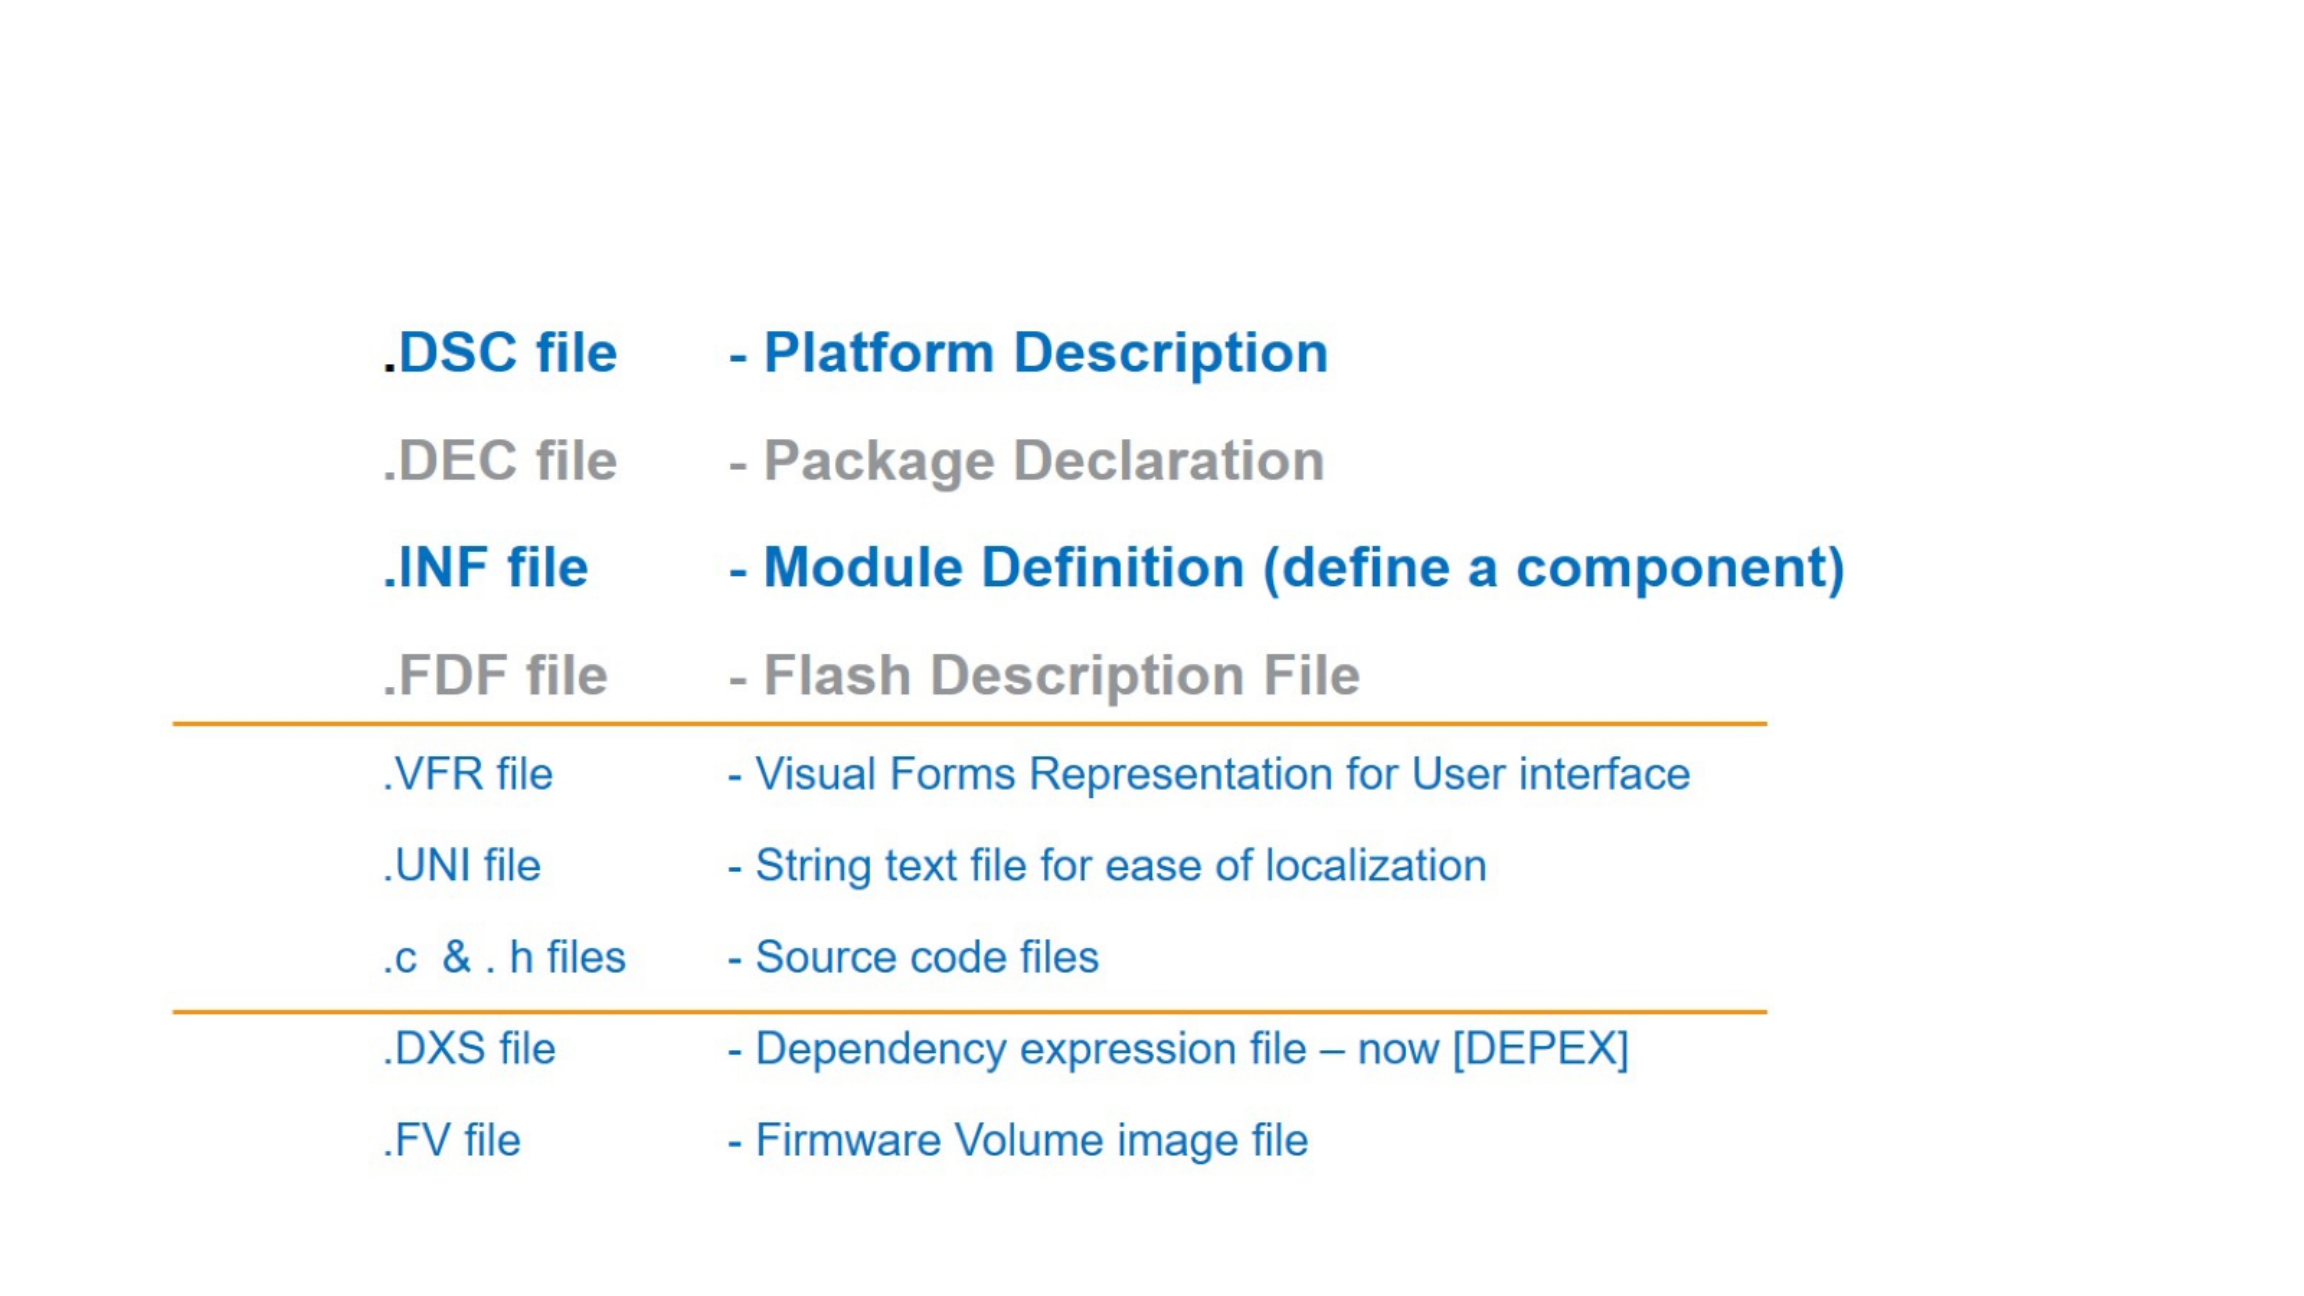 .DSC file - Platform Description
.DEC file - Package Declaration
.INF file - Module Definition (define a component)
.FDF file - Flash Description File
.VFR file - Visual Forms Representation for User interface
.UNI file - String text file for ease of localization
.c & . h files - Source code files
.DXS file - Dependency expression file – now [DEPEX]
.FV file - Firmware Volume image file